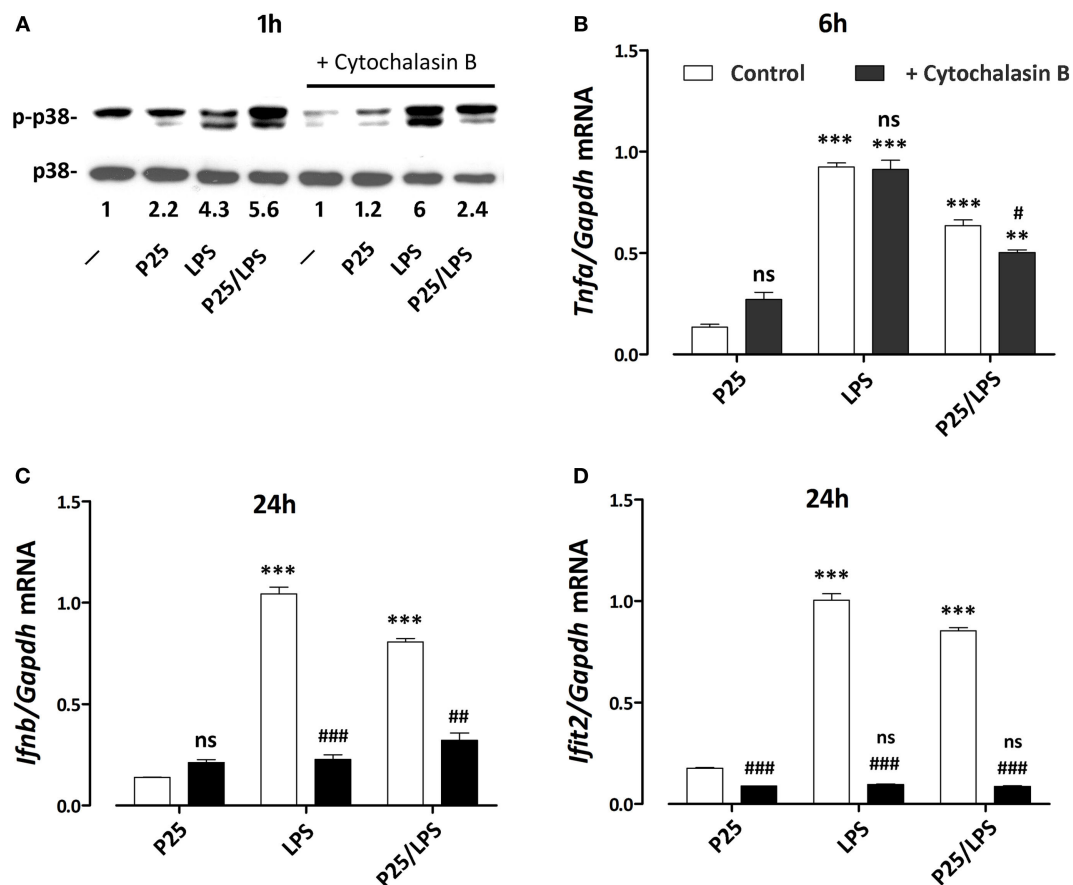 A
1h
+ Cytochalasin B
p-p38-
p38-
1 2.2 4.3 5.6 1 1.2 6 2.4
/ P25 LPS P25/LPS / P25 LPS P25/LPS
B
6h
Control + Cytochalasin B
Tnfa/Gapdh mRNA
1.5
1.0
0.5
0.0
ns
*** ***
ns
***
#
**
P25 LPS P25/LPS
C
24h
Ifnb/Gapdh mRNA
1.5
1.0
0.5
0.0
ns
***
###
***
##
P25 LPS P25/LPS
D
24h
Ifit2/Gapdh mRNA
1.5
1.0
0.5
0.0
###
***
ns
###
***
ns
###
P25 LPS P25/LPS